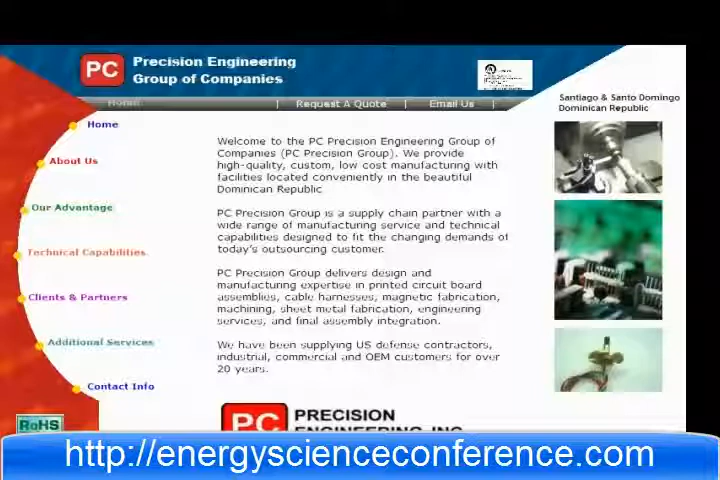 PC
Precision Engineering
Group of Companies
Home | Request A Quote | Email Us |
Santiago & Santo Domingo
Dominican Republic
Home
About Us
Our Advantage
Technical Capabilities
Clients & Partners
Additional Services
Contact Info
Welcome to the PC Precision Engineering Group of
Companies (PC Precision Group). We provide
high-quality, custom, low cost manufacturing with
facilities located conveniently in the beautiful
Dominican Republic
PC Precision Group is a supply chain partner with a
wide range of manufacturing service and technical
capabilities designed to fit the changing demands of
today's outsourcing customer.
PC Precision Group delivers design and
manufacturing expertise in printed circuit board
assemblies, cable harnesses, magnetic fabrication,
machining, sheet metal fabrication, engineering
services, and final assembly integration.
We have been supplying US defense contractors,
industrial, commercial and OEM customers for over
20 years.
PC
PRECISION
ENGINEERING INC
RoHS
http://energyscienceconference.com